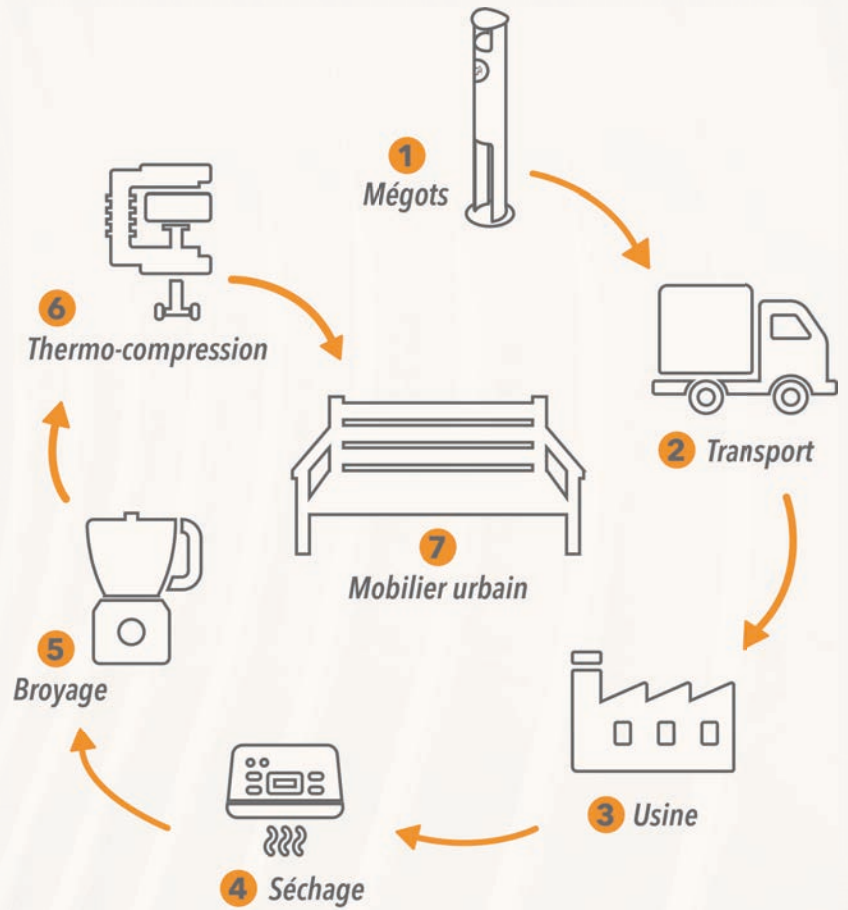 1
Mégots
2 Transport
3 Usine
4 Séchage
5
Broyage
6
Thermo-compression
7
Mobilier urbain